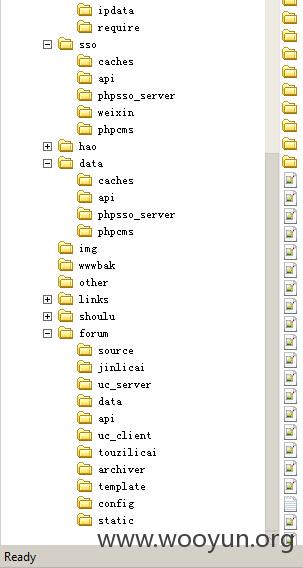 ipdata
require
sso
caches
api
phpsso_server
weixin
phpcms
hao
data
caches
api
phpsso_server
phpcms
img
wwwbak
other
links
shoulu
forum
source
jinlicai
uc_server
data
api
uc_client
touzilicai
archiver
template
config
static
www.wooyun.org
Ready